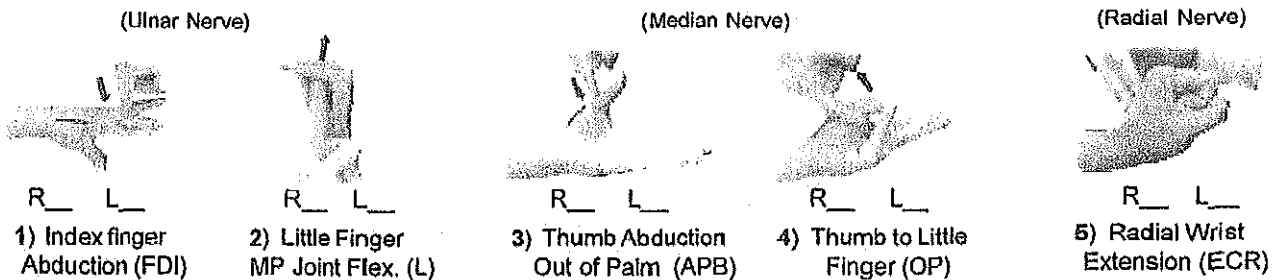 (Ulnar Nerve) (Median Nerve) (Radial Nerve)
R__ L__ R__ L__ R__ L__ R__ L__ R__ L__
1) Index finger
Abduction (FDI)
2) Little Finger
MP Joint Flex. (L)
3) Thumb Abduction
Out of Palm (APB)
4) Thumb to Little
Finger (OP)
5) Radial Wrist
Extension (ECR)